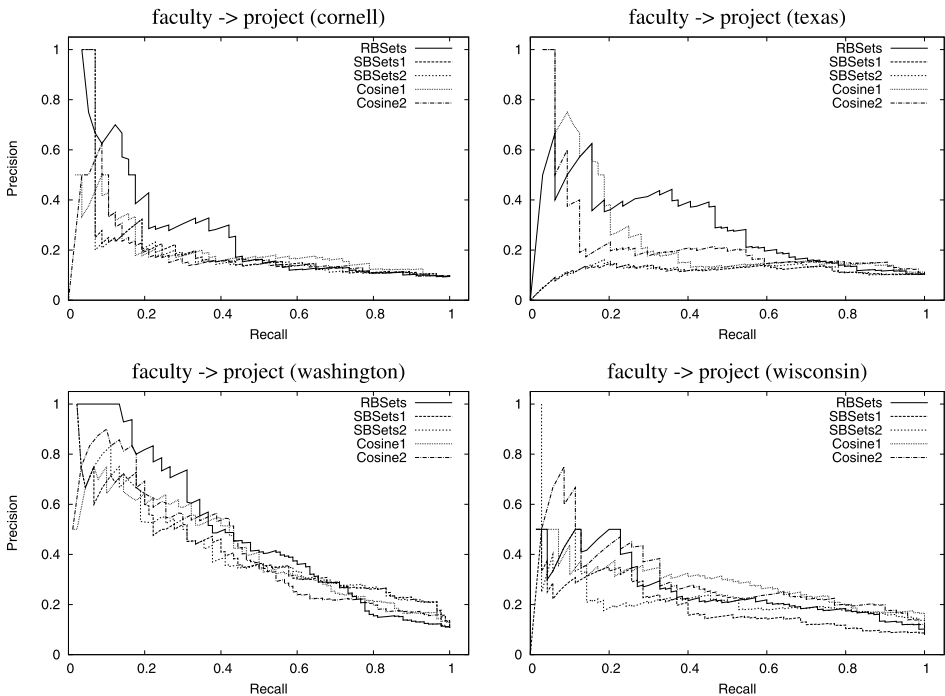 faculty -> project (cornell)
1
0.8
0.6
0.4
0.2
0
Precision
0 0.2 0.4 0.6 0.8 1
Recall
RBSets
SBSets1
SBSets2
Cosine1
Cosine2
faculty -> project (texas)
1
0.8
0.6
0.4
0.2
0
0 0.2 0.4 0.6 0.8 1
Recall
RBSets
SBSets1
SBSets2
Cosine1
Cosine2
faculty -> project (washington)
1
0.8
0.6
0.4
0.2
0
Precision
0 0.2 0.4 0.6 0.8 1
Recall
RBSets
SBSets1
SBSets2
Cosine1
Cosine2
faculty -> project (wisconsin)
1
0.8
0.6
0.4
0.2
0
0 0.2 0.4 0.6 0.8 1
Recall
RBSets
SBSets1
SBSets2
Cosine1
Cosine2